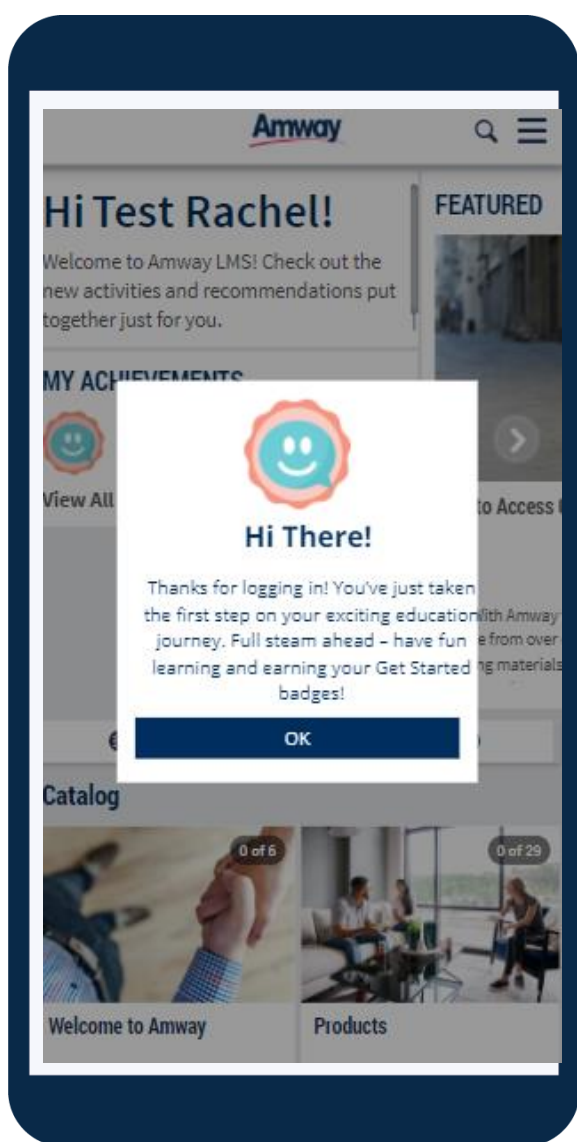 Amway
Hi Test Rachel!
Welcome to Amway LMS! Check out the
new activities and recommendations put
together just for you.
FEATURED
MY ACHIEVEMENTS
View All
to Access
With Amway
e from over
ng materials
Hi There!
Thanks for logging in! You've just taken
the first step on your exciting education
journey. Full steam ahead – have fun
learning and earning your Get Started
badges!
OK
Catalog
0 of 6
0 of 29
Welcome to Amway
Products